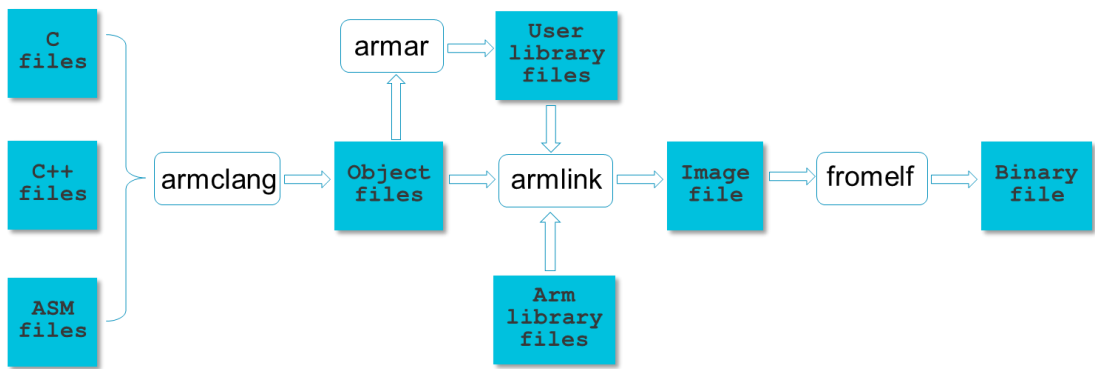 C
files
C++
files
ASM
files
armclang
Object
files
armar
User
library
files
armlink
Arm
library
files
Image
file
fromelf
Binary
file